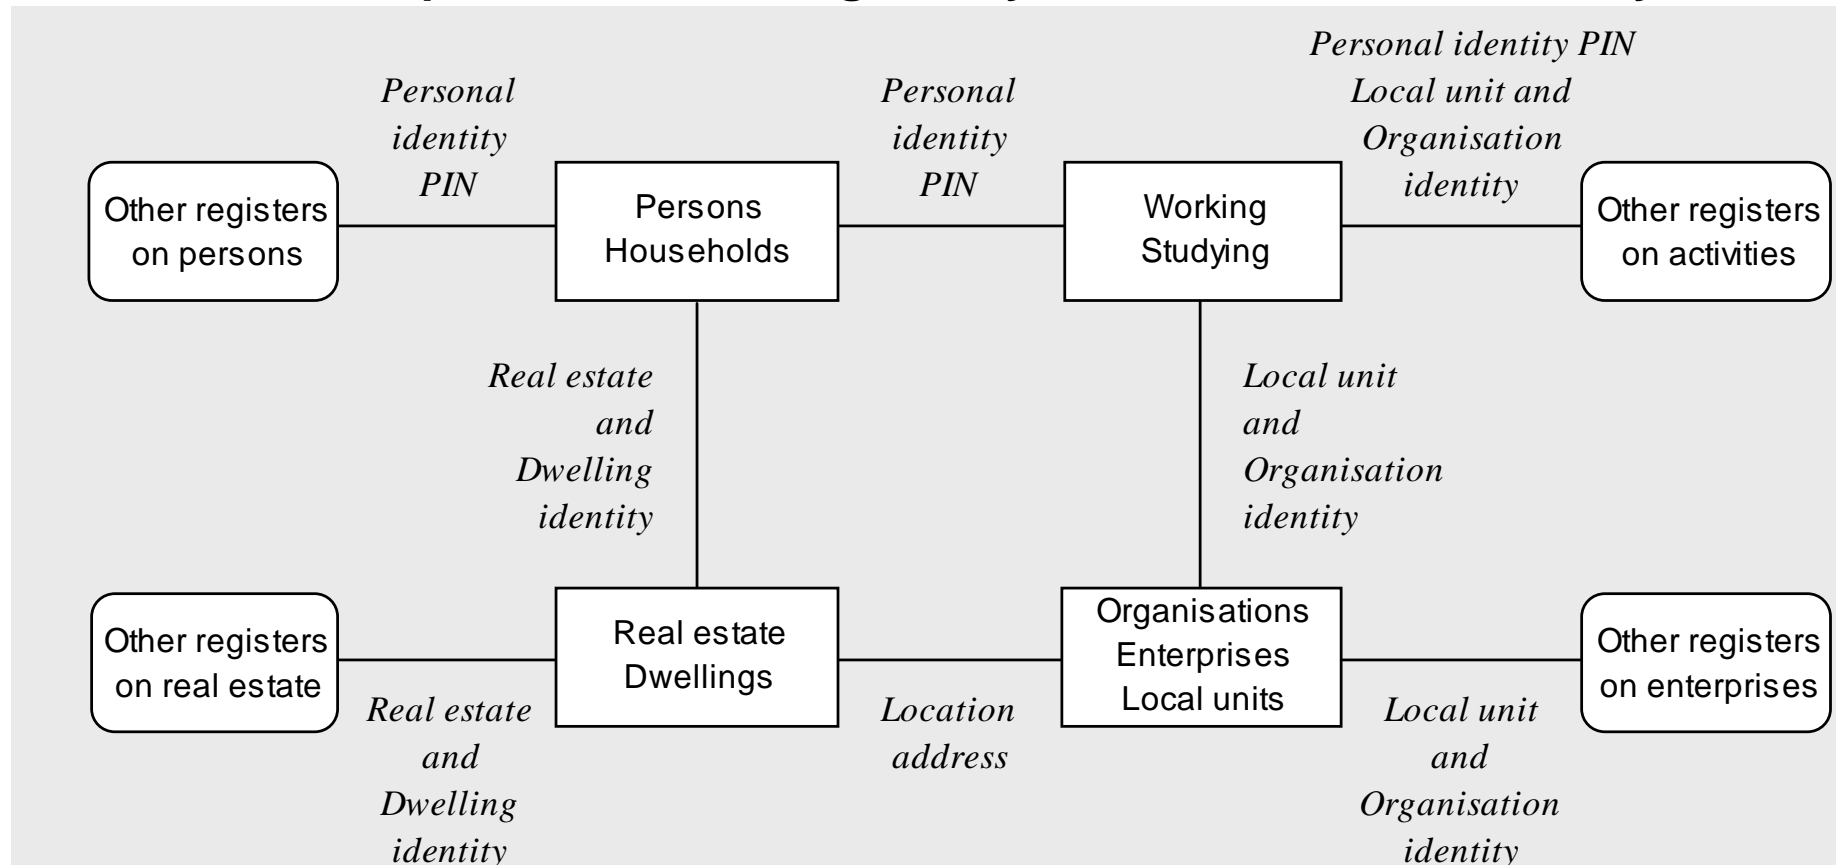 Personal identity PIN
Local unit and
Organisation
identity
Personal
identity
PIN
Personal
identity
PIN
Other registers
on persons
Persons
Households
Working
Studying
Other registers
on activities
Real estate
and
Dwelling
identity
Local unit
and
Organisation
identity
Other registers
on real estate
Real estate
Dwellings
Organisations
Enterprises
Local units
Other registers
on enterprises
Real estate
and
Dwelling
identity
Location
address
Local unit
and
Organisation
identity